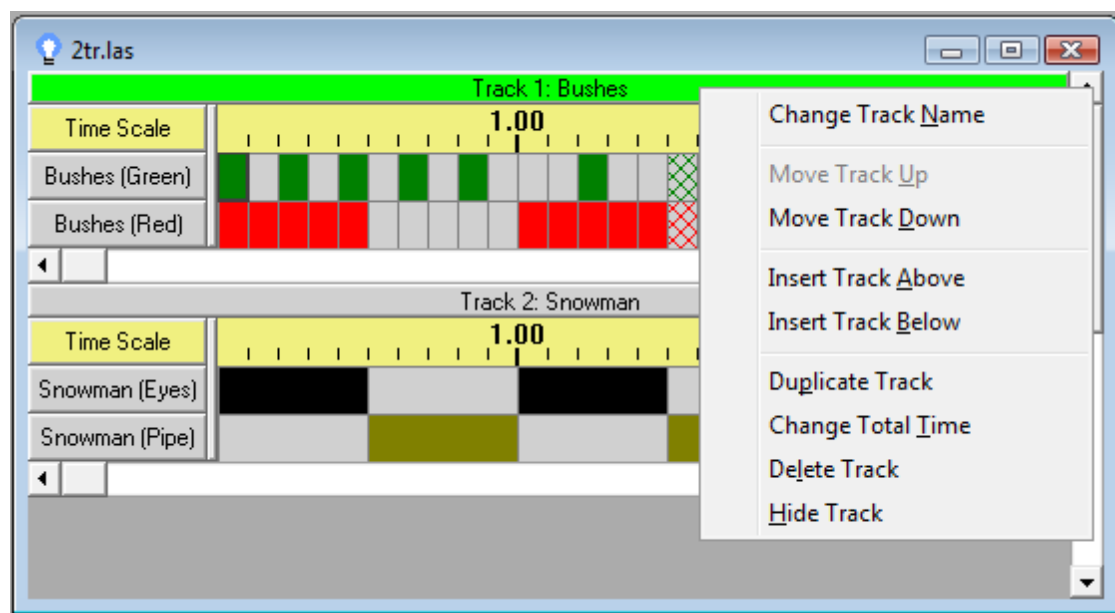 2tr.las
Track 1: Bushes
Time Scale
1.00
Bushes (Green)
Bushes (Red)
Track 2: Snowman
Time Scale
1.00
Snowman (Eyes)
Snowman (Pipe)
Change Track Name
Move Track Up
Move Track Down
Insert Track Above
Insert Track Below
Duplicate Track
Change Total Time
Delete Track
Hide Track